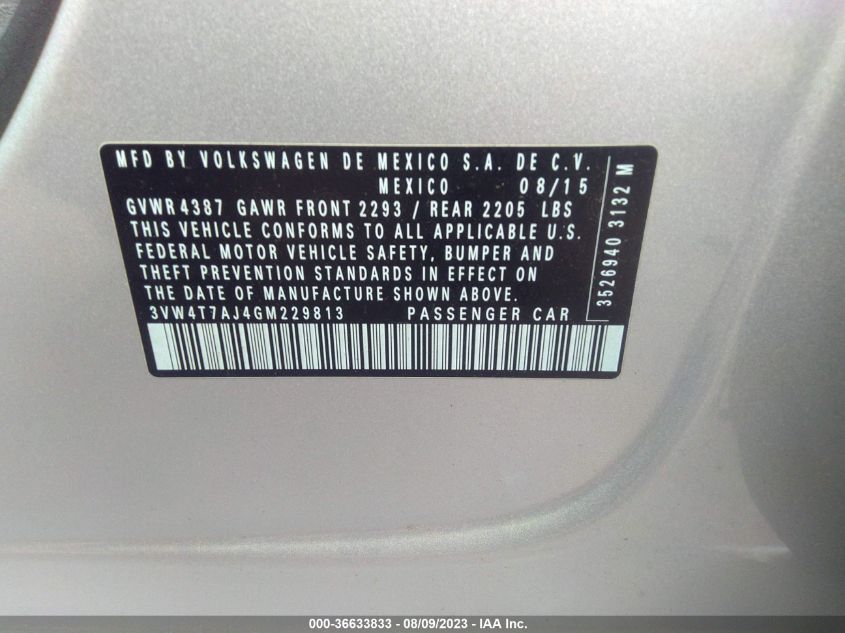 MFD BY VOLKSWAGEN DE MEXICO S.A. DE C.V.
MEXICO 08/15
GVWR 4387 GAWR FRONT 2293 / REAR 2205 LBS
THIS VEHICLE CONFORMS TO ALL APPLICABLE U.S.
FEDERAL MOTOR VEHICLE SAFETY, BUMPER AND
THEFT PREVENTION STANDARDS IN EFFECT ON
THE DATE OF MANUFACTURE SHOWN ABOVE.
3VW4T7AJ4GM229813 PASSENGER CAR
3526940 3132 M
000-36633833 - 08/09/2023 - IAA Inc.